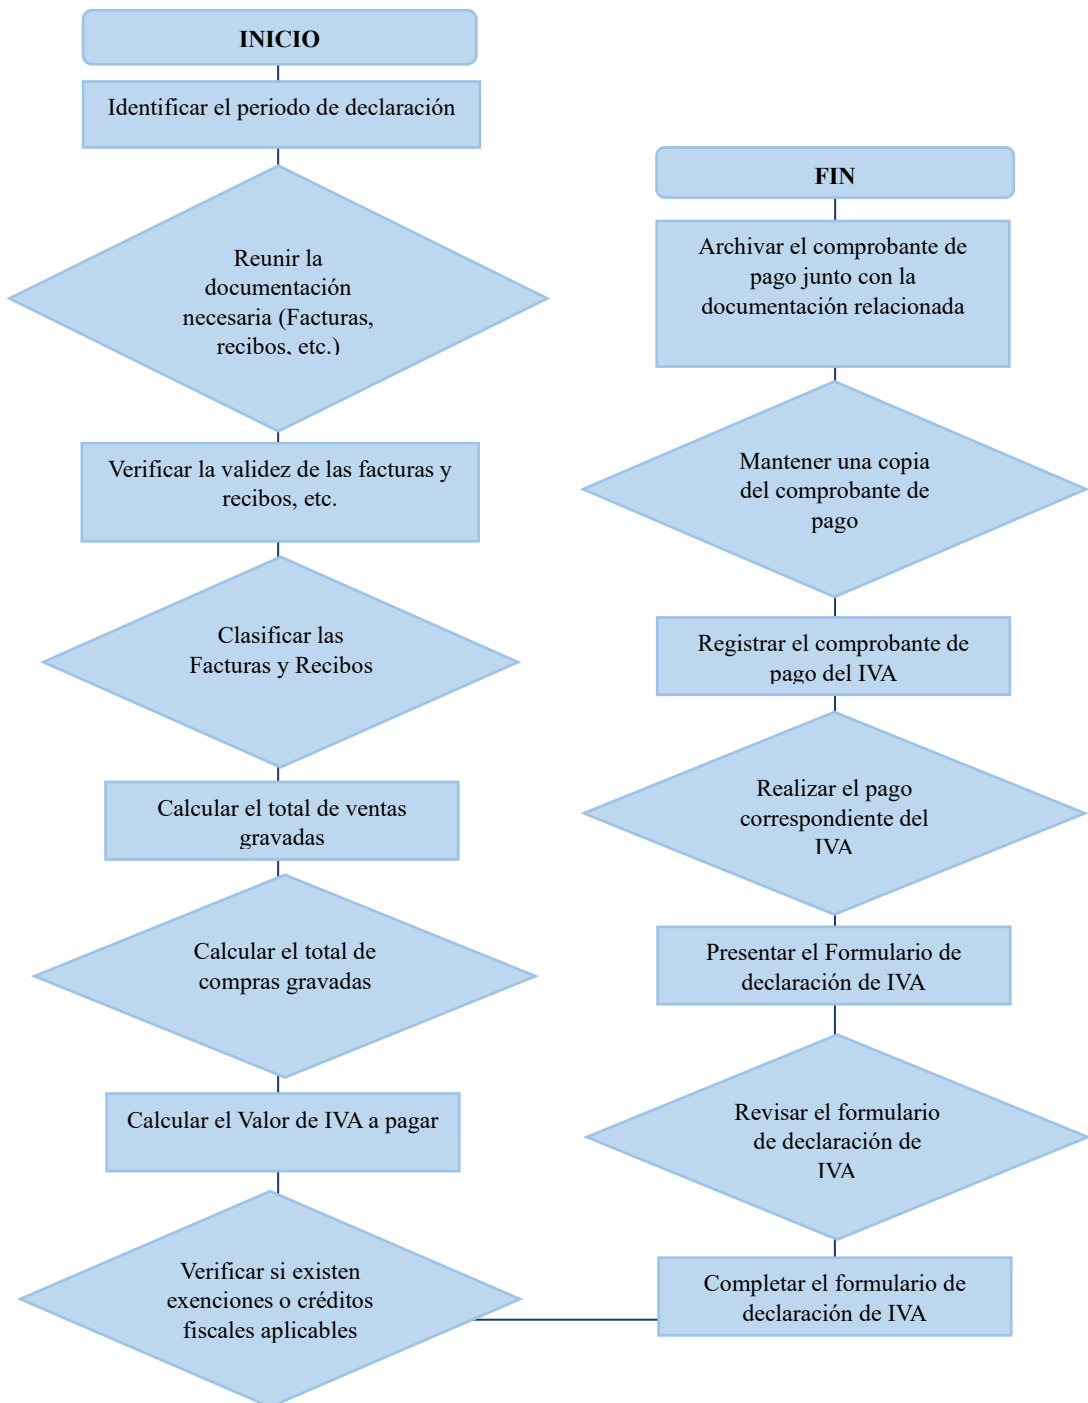 INICIO
Identificar el periodo de declaración
Reunir la
documentación
necesaria (Facturas,
recibos, etc.)
Verificar la validez de las facturas y
recibos, etc.
Clasificar las
Facturas y Recibos
Calcular el total de ventas
gravadas
Calcular el total de
compras gravadas
Calcular el Valor de IVA a pagar
Verificar si existen
exenciones o créditos
fiscales aplicables
FIN
Archivar el comprobante de
pago junto con la
documentación relacionada
Mantener una copia
del comprobante de
pago
Registrar el comprobante de
pago del IVA
Realizar el pago
correspondiente del
IVA
Presentar el Formulario de
declaración de IVA
Revisar el formulario
de declaración de
IVA
Completar el formulario de
declaración de IVA